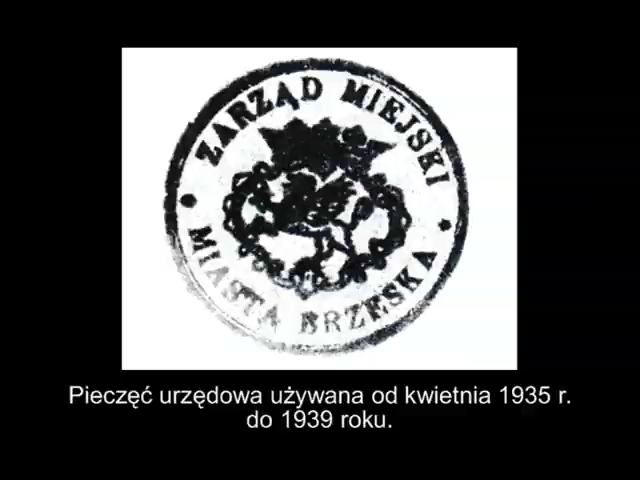 ZARZĄD MIEJSKI
MIASTA BRZESKA
Pieczęć urzędowa używana od kwietnia 1935 r.
do 1939 roku.